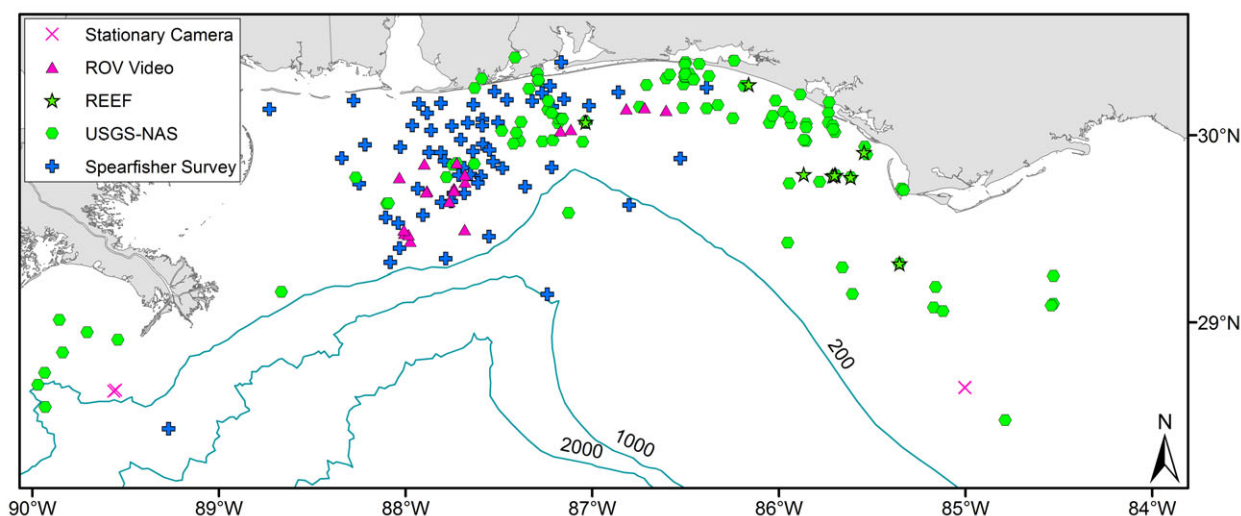 Stationary Camera
ROV Video
REEF
USGS-NAS
Spearfisher Survey
30°N
29°N
200
1000
2000
N
90°W
89°W
88°W
87°W
86°W
85°W
84°W